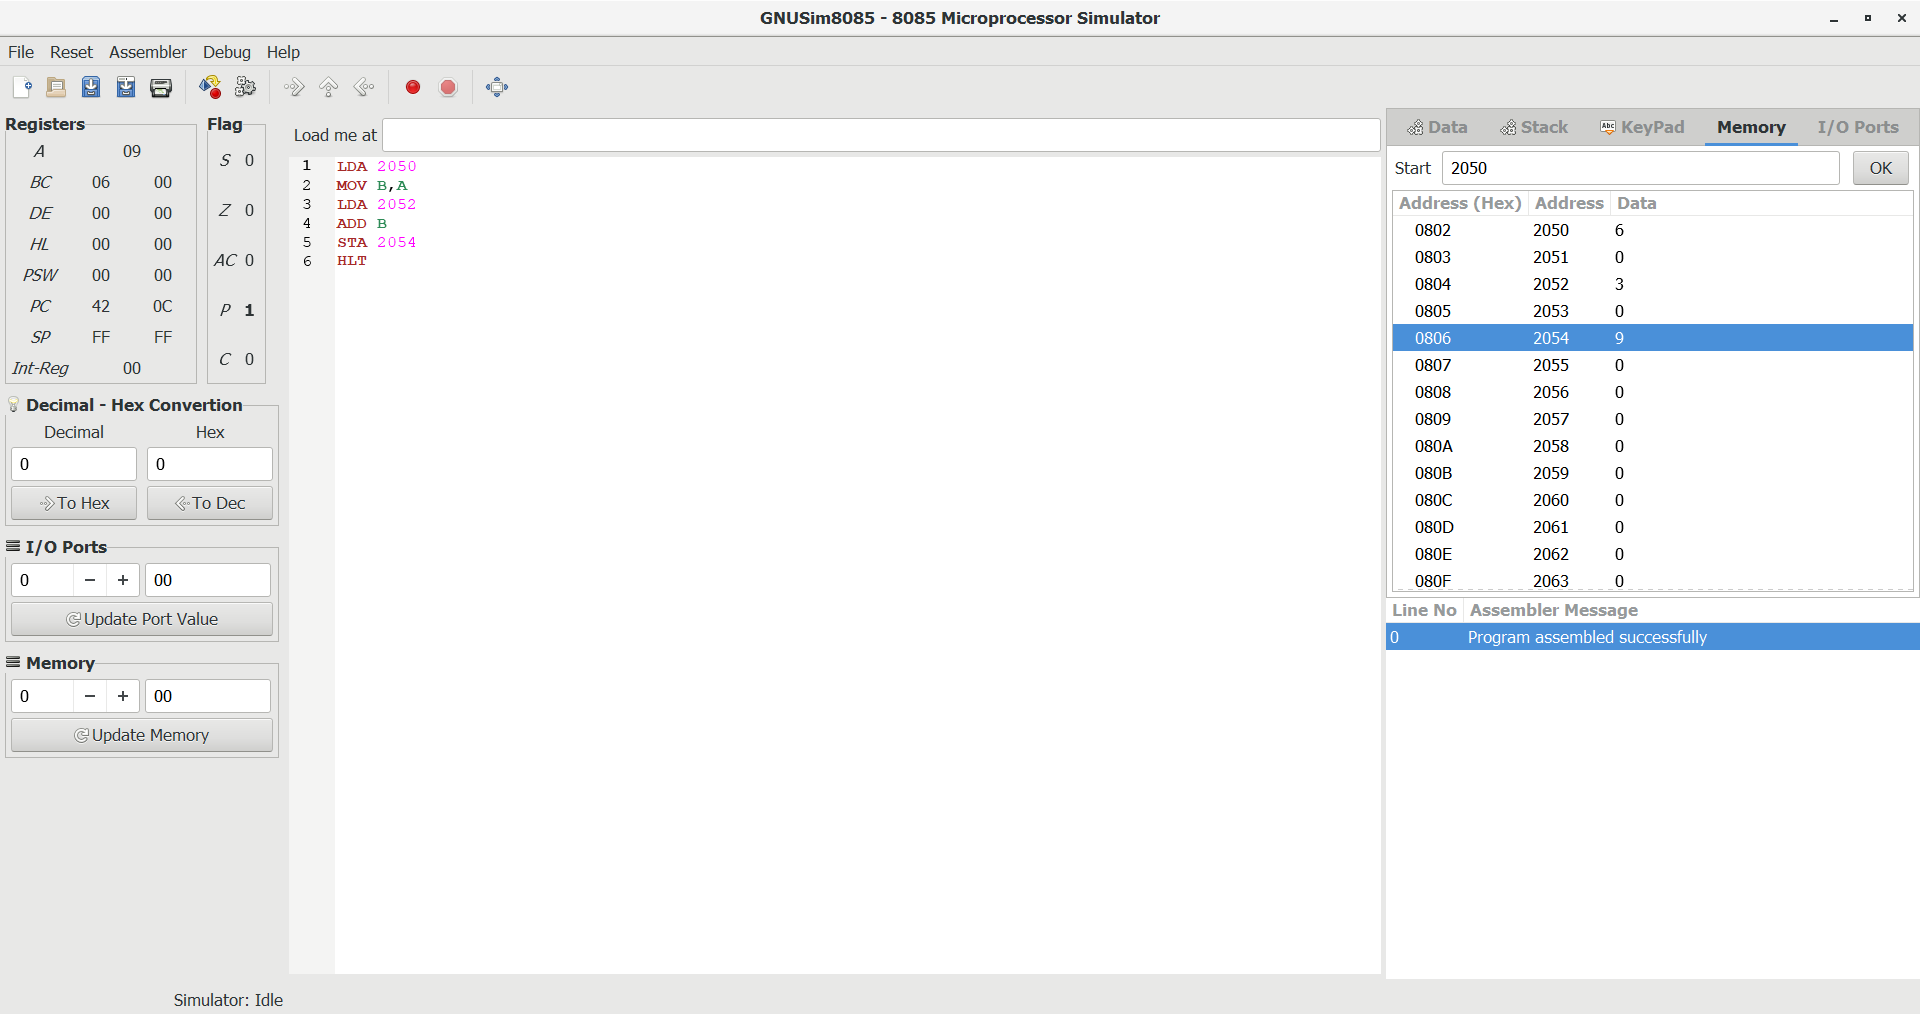 GNUSim8085 - 8085 Microprocessor Simulator
File Reset Assembler Debug Help
Registers
A 09
BC 06 00
DE 00 00
HL 00 00
PSW 00 00
PC 42 0C
SP FF FF
Int-Reg 00
Flag
S 0
Z 0
AC 0
P 1
C 0
Decimal - Hex Convertion
Decimal Hex
0 0
To Hex To Dec
I/O Ports
0 − + 00
Update Port Value
Memory
0 − + 00
Update Memory
Load me at
1 LDA 2050
2 MOV B,A
3 LDA 2052
4 ADD B
5 STA 2054
6 HLT
Data Stack Abc KeyPad Memory I/O Ports
Start 2050 OK
Address (Hex) Address Data
0802 2050 6
0803 2051 0
0804 2052 3
0805 2053 0
0806 2054 9
0807 2055 0
0808 2056 0
0809 2057 0
080A 2058 0
080B 2059 0
080C 2060 0
080D 2061 0
080E 2062 0
080F 2063 0
Line No Assembler Message
0 Program assembled successfully
Simulator: Idle